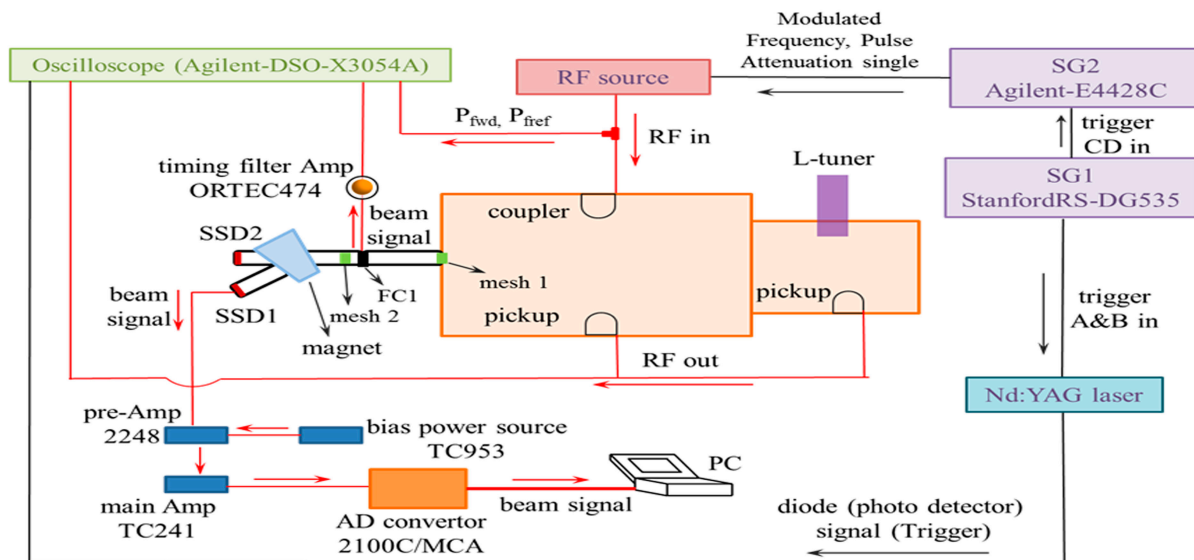 Oscilloscope (Agilent-DSO-X3054A)
RF source
Modulated
Frequency, Pulse
Attenuation single
SG2
Agilent-E4428C
trigger
CD in
SG1
StanfordRS-DG535
Pfwd, Pfref
RF in
L-tuner
timing filter Amp
ORTEC474
beam
signal
coupler
SSD2
SSD1
FC1
mesh 1
mesh 2
magnet
beam
signal
pickup
pickup
trigger
A&B in
RF out
Nd:YAG laser
pre-Amp
2248
bias power source
TC953
PC
main Amp
TC241
AD convertor
2100C/MCA
beam signal
diode (photo detector)
signal (Trigger)